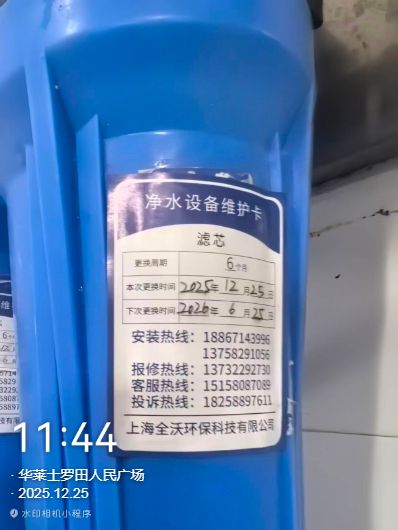 净水设备维护卡
滤芯
更换周期 6个月
本次更换时间 2025年12月25日
下次更换时间 2026年6月25日
安装热线: 18867143996
13758291056
报修热线: 13732292730
客服热线: 15158087089
投诉热线: 18258897611
上海全沃环保科技有限公司
11:44
· 华莱士罗田人民广场
· 2025.12.25
水印相机小程序